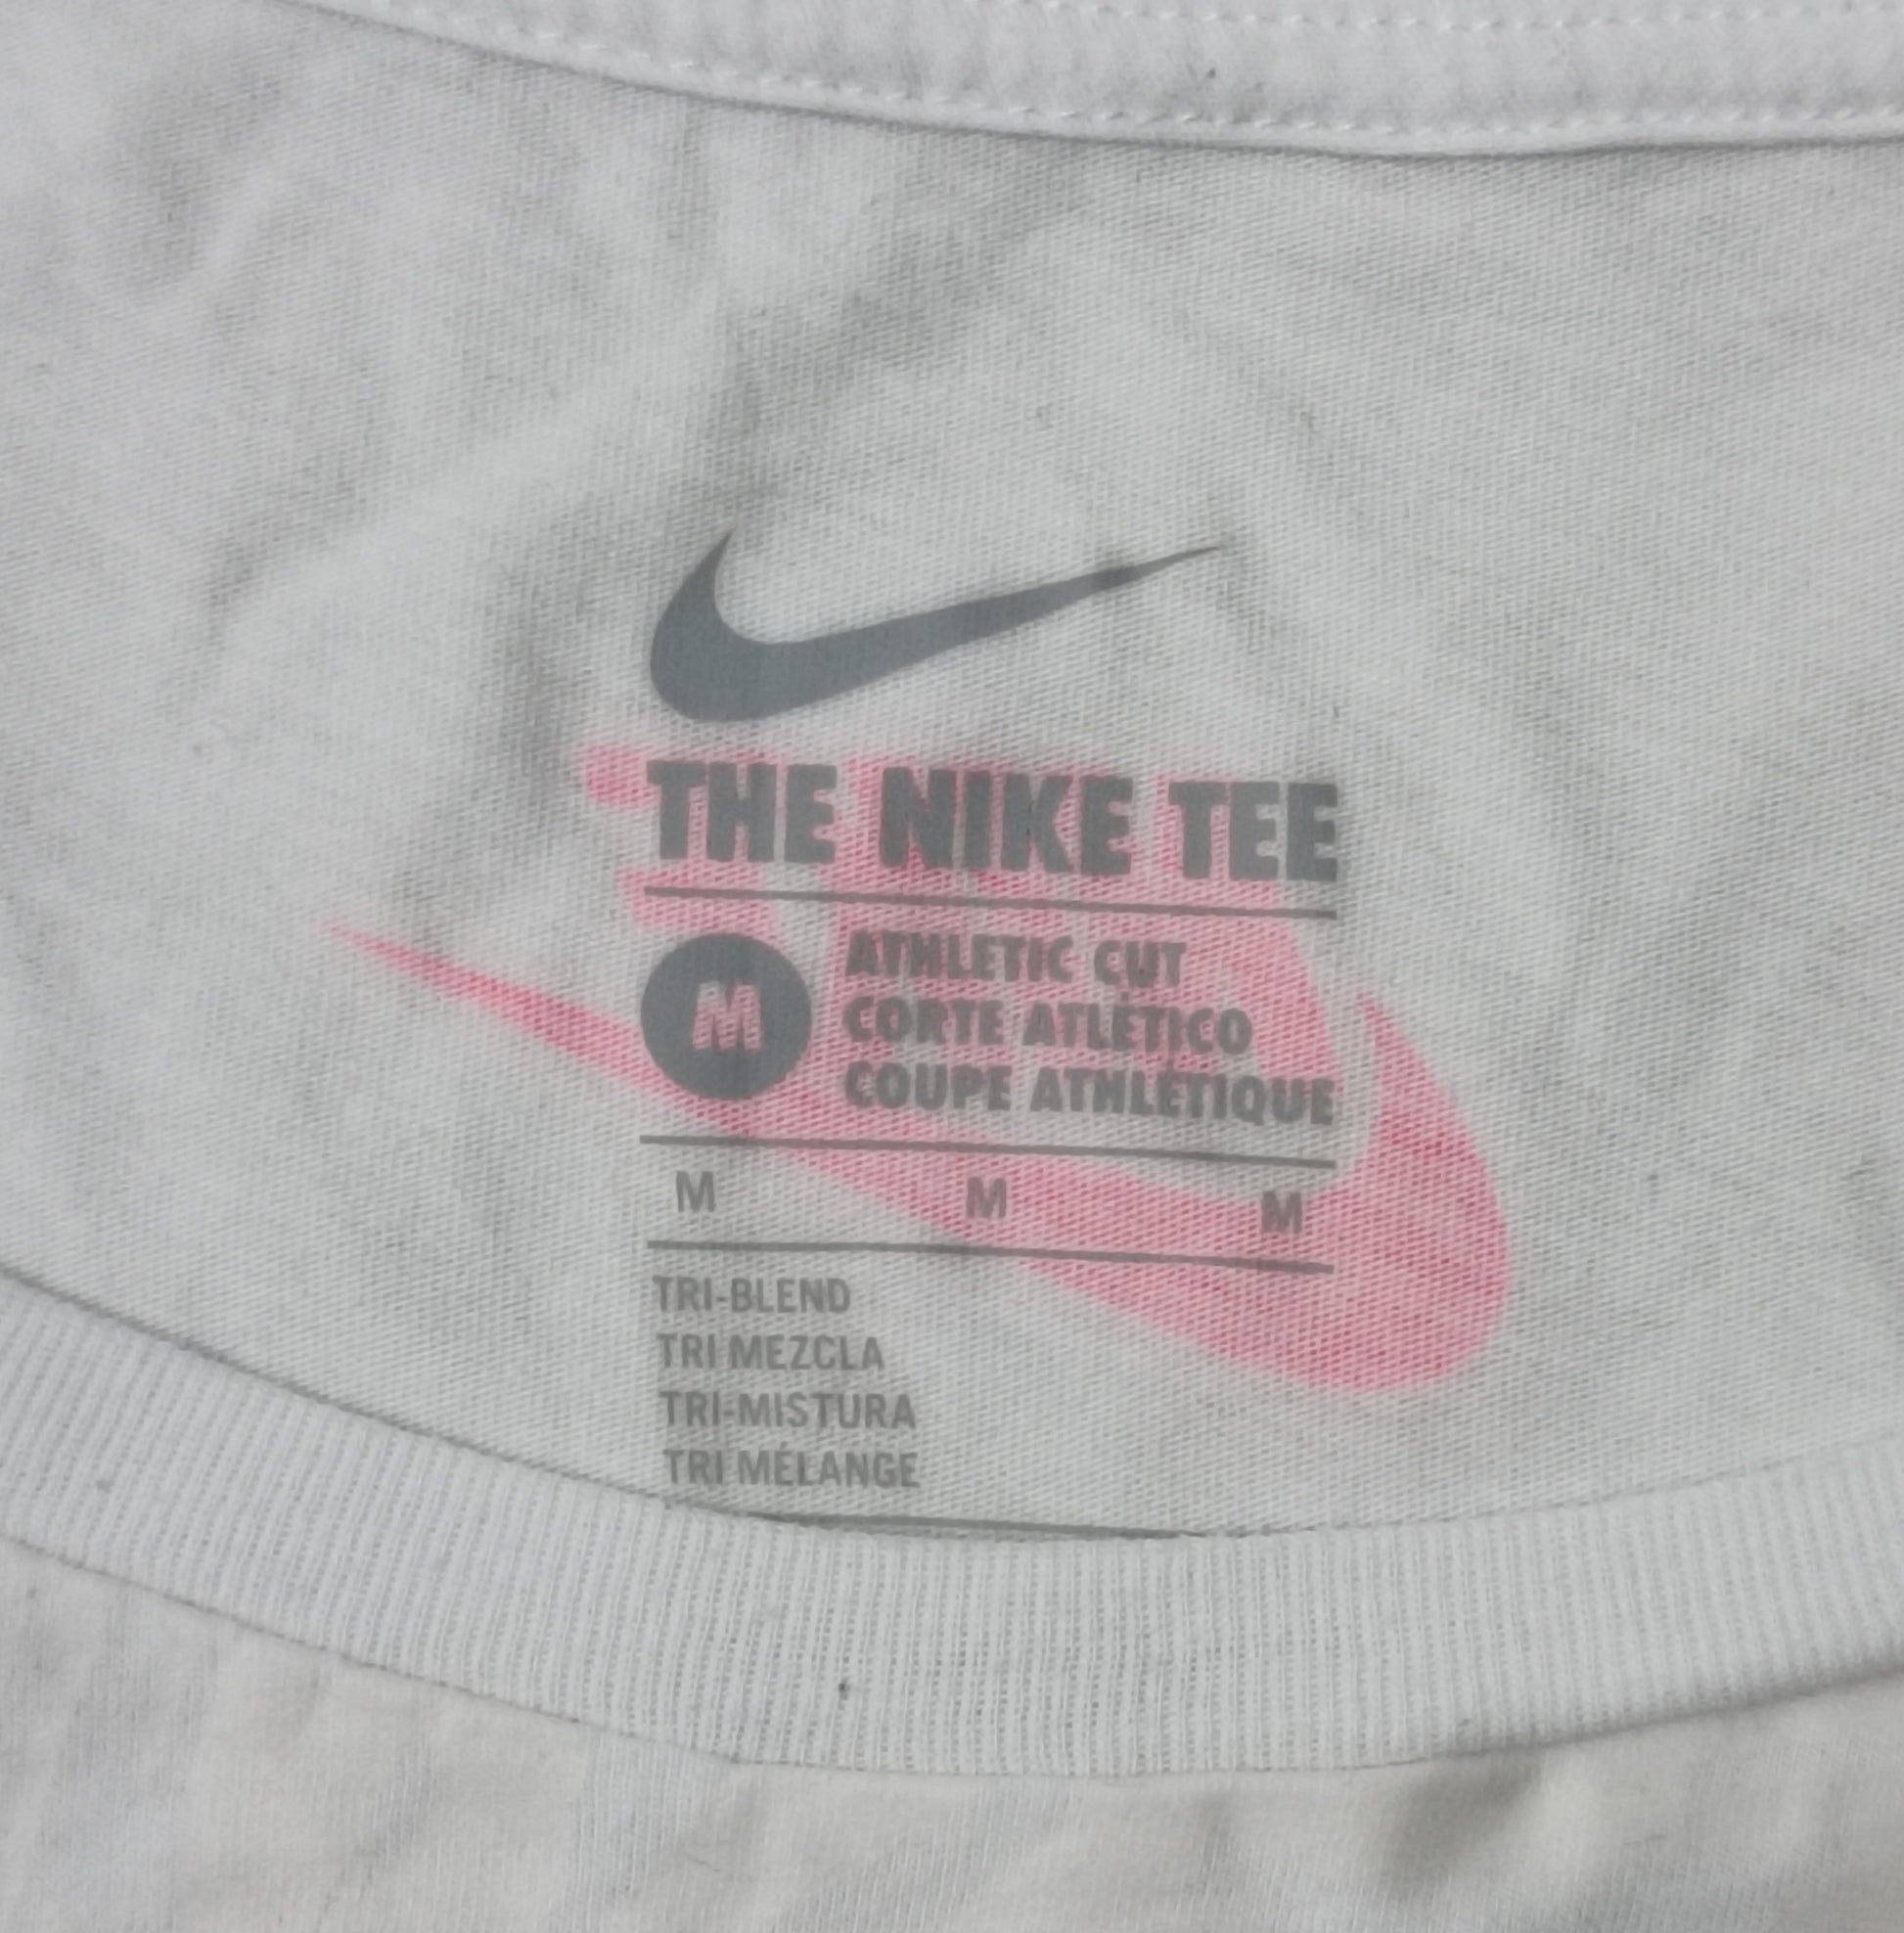 THE NIKE TEE
M
ATHLETIC CUT
CORTE ATLÉTICO
COUPE ATHLÉTIQUE
M M M
TRI-BLEND
TRI MEZCLA
TRI-MISTURA
TRI MÉLANGE